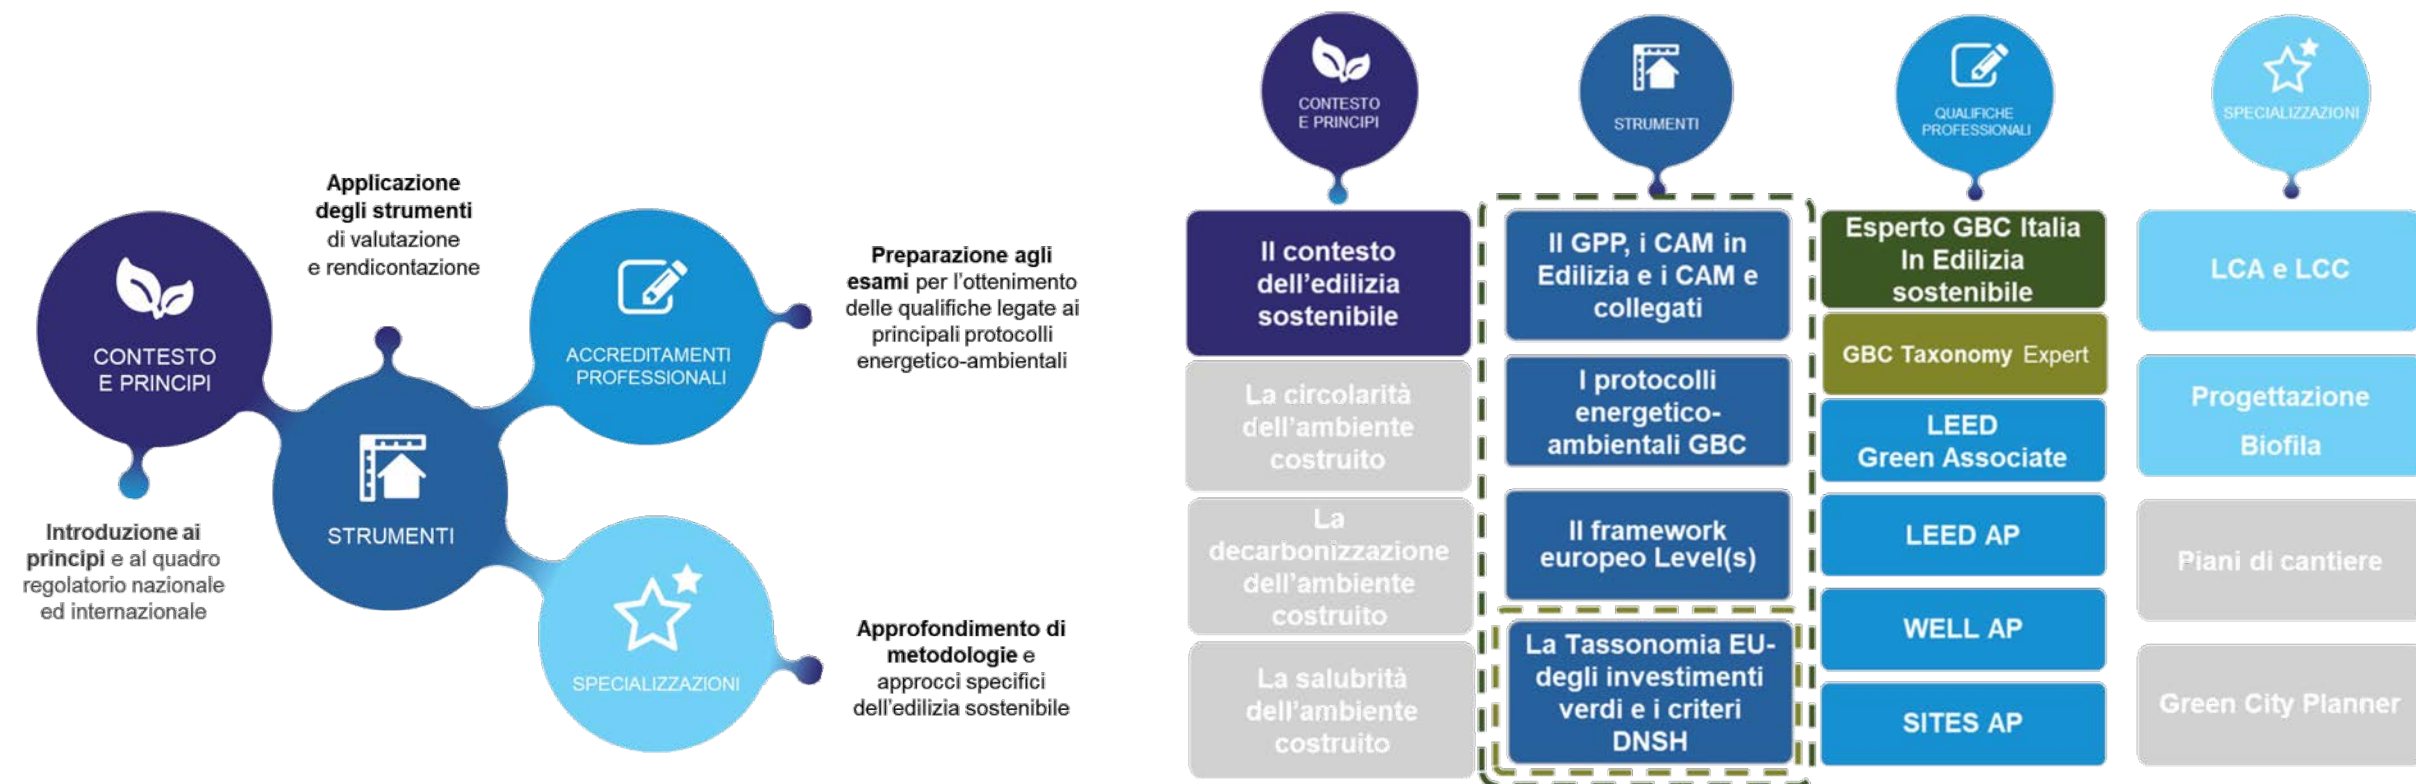 CONTESTO
E PRINCIPI
Introduzione ai
principi e al quadro
regolatorio nazionale
ed internazionale
Applicazione
degli strumenti
di valutazione
e rendicontazione
STRUMENTI
ACCREDITAMENTI
PROFESSIONALI
Preparazione agli
esami per l'ottenimento
delle qualifiche legate ai
principali protocolli
energetico-ambientali
SPECIALIZZAZIONI
Approfondimento di
metodologie e
approcci specifici
dell'edilizia sostenibile
CONTESTO
E PRINCIPI
Il contesto
dell'edilizia
sostenibile
La circolarità
dell'ambiente
costruito
La
decarbonizzazione
dell'ambiente
costruito
La salubrità
dell'ambiente
costruito
STRUMENTI
Il GPP, i CAM in
Edilizia e i CAM e
collegati
I protocolli
energetico-
ambientali GBC
Il framework
europeo Level(s)
La Tassonomia EU-
degli investimenti
verdi e i criteri
DNSH
QUALIFICHE
PROFESSIONALI
Esperto GBC Italia
In Edilizia
sostenibile
GBC Taxonomy Expert
LEED
Green Associate
LEED AP
WELL AP
SITES AP
SPECIALIZZAZIONI
LCA e LCC
Progettazione
Biofila
Piani di cantiere
Green City Planner